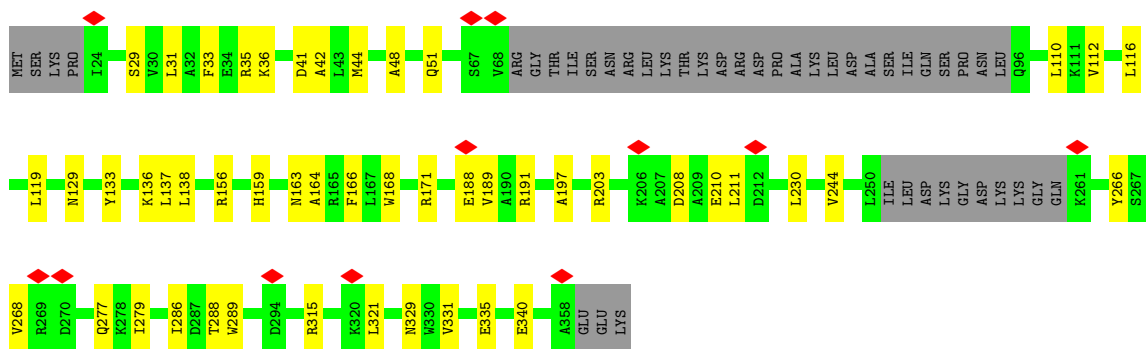 MET SER LYS PRO I24 S29 V30 L31 A32 F33 E34 R35 K36 D41 A42 L43 M44 A48 Q51 S67 V68 ARG GLY THR ILE SER ASN ARG LEU LYS THR LYS ASP ARG ASP PRO ALA LYS LEU ASP ALA SER ILE GLN SER PRO ASN LEU Q96 L110 K111 V112 L116
L119 N129 Y133 K136 L137 L138 R156 H159 N163 A164 R165 F166 L167 W168 R171 E188 V189 A190 R191 A197 R203 K206 A207 D208 A209 E210 L211 D212 L230 V244 L250 ILE LEU ASP LYS GLY ASP LYS LYS GLY GLN K261 Y266 S267
V268 R269 D270 Q277 K278 I279 I286 D287 T288 W289 D294 R315 K320 L321 N329 W330 V331 E335 E340 A358 GLU GLU LYS